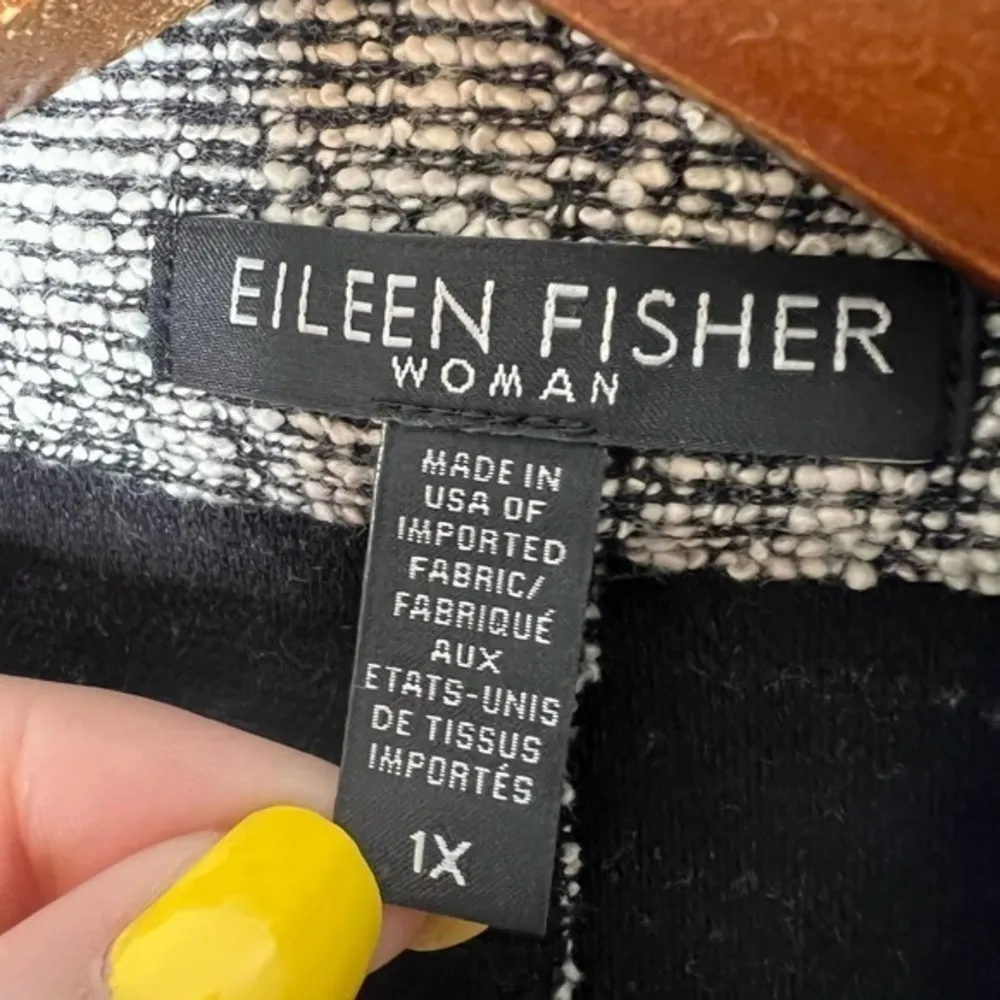 EILEEN FISHER
WOMAN
MADE IN
USA OF
IMPORTED
FABRIC/
FABRIQUÉ
AUX
ETATS-UNIS
DE TISSUS
IMPORTÉS
1X